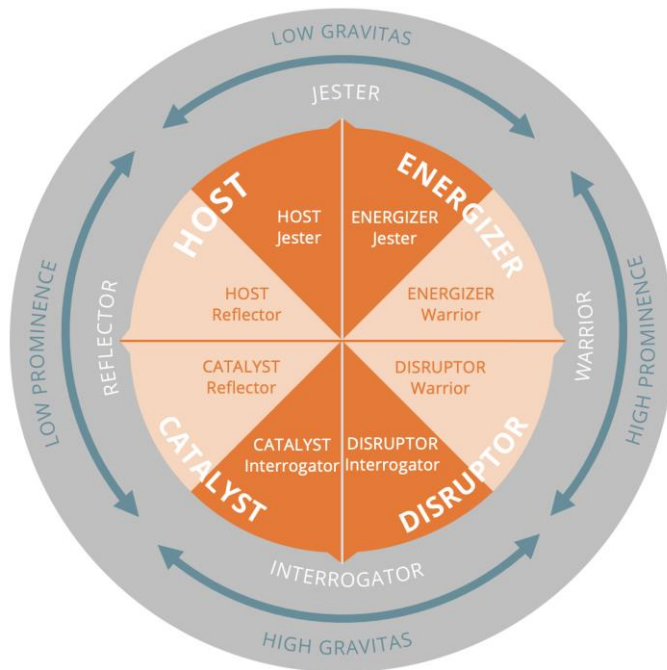 LOW GRAVITAS
JESTER
HOST
ENERGIZER
HOST
Jester
ENERGIZER
Jester
HOST
Reflector
ENERGIZER
Warrior
LOW PROMINENCE
REFLECTOR
WARRIOR
HIGH PROMINENCE
CATALYST
Reflector
DISRUPTOR
Warrior
CATALYST
Interrogator
DISRUPTOR
Interrogator
CATALYST
DISRUPTOR
INTERROGATOR
HIGH GRAVITAS